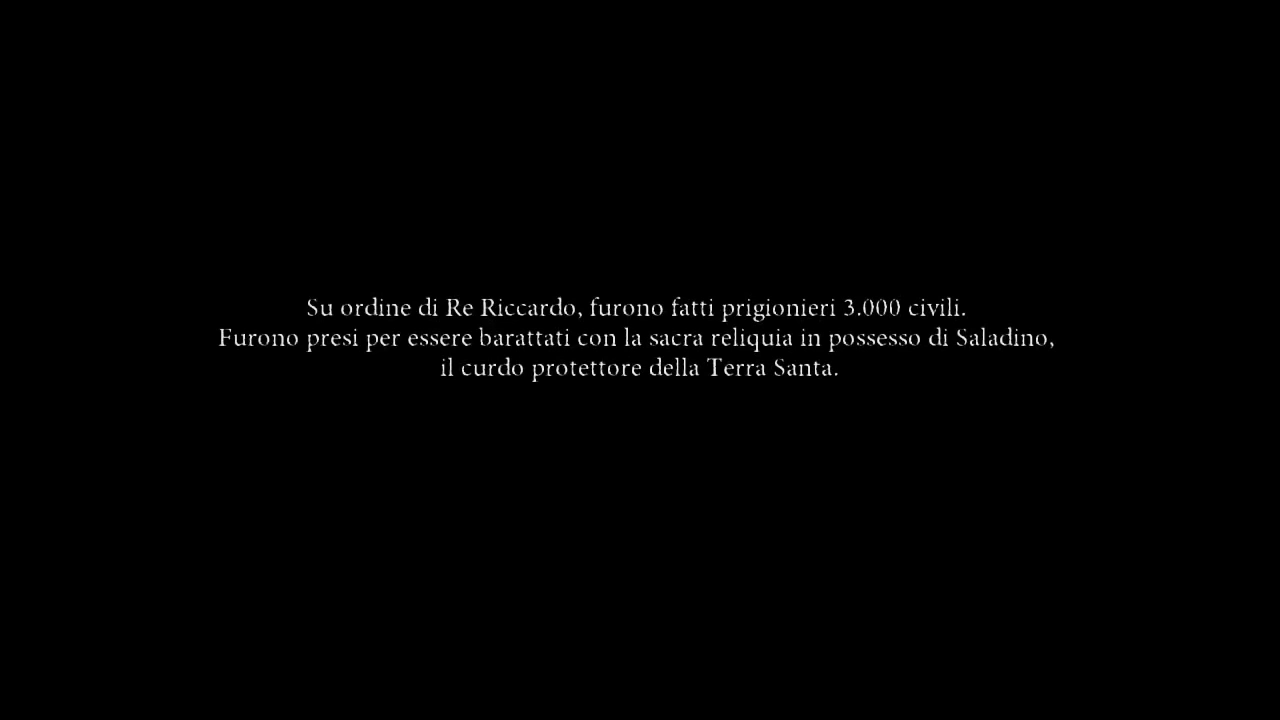 Su ordine di Re Riccardo, furono fatti prigionieri 3.000 civili.
Furono presi per essere barattati con la sacra reliquia in possesso di Saladino,
il curdo protettore della Terra Santa.